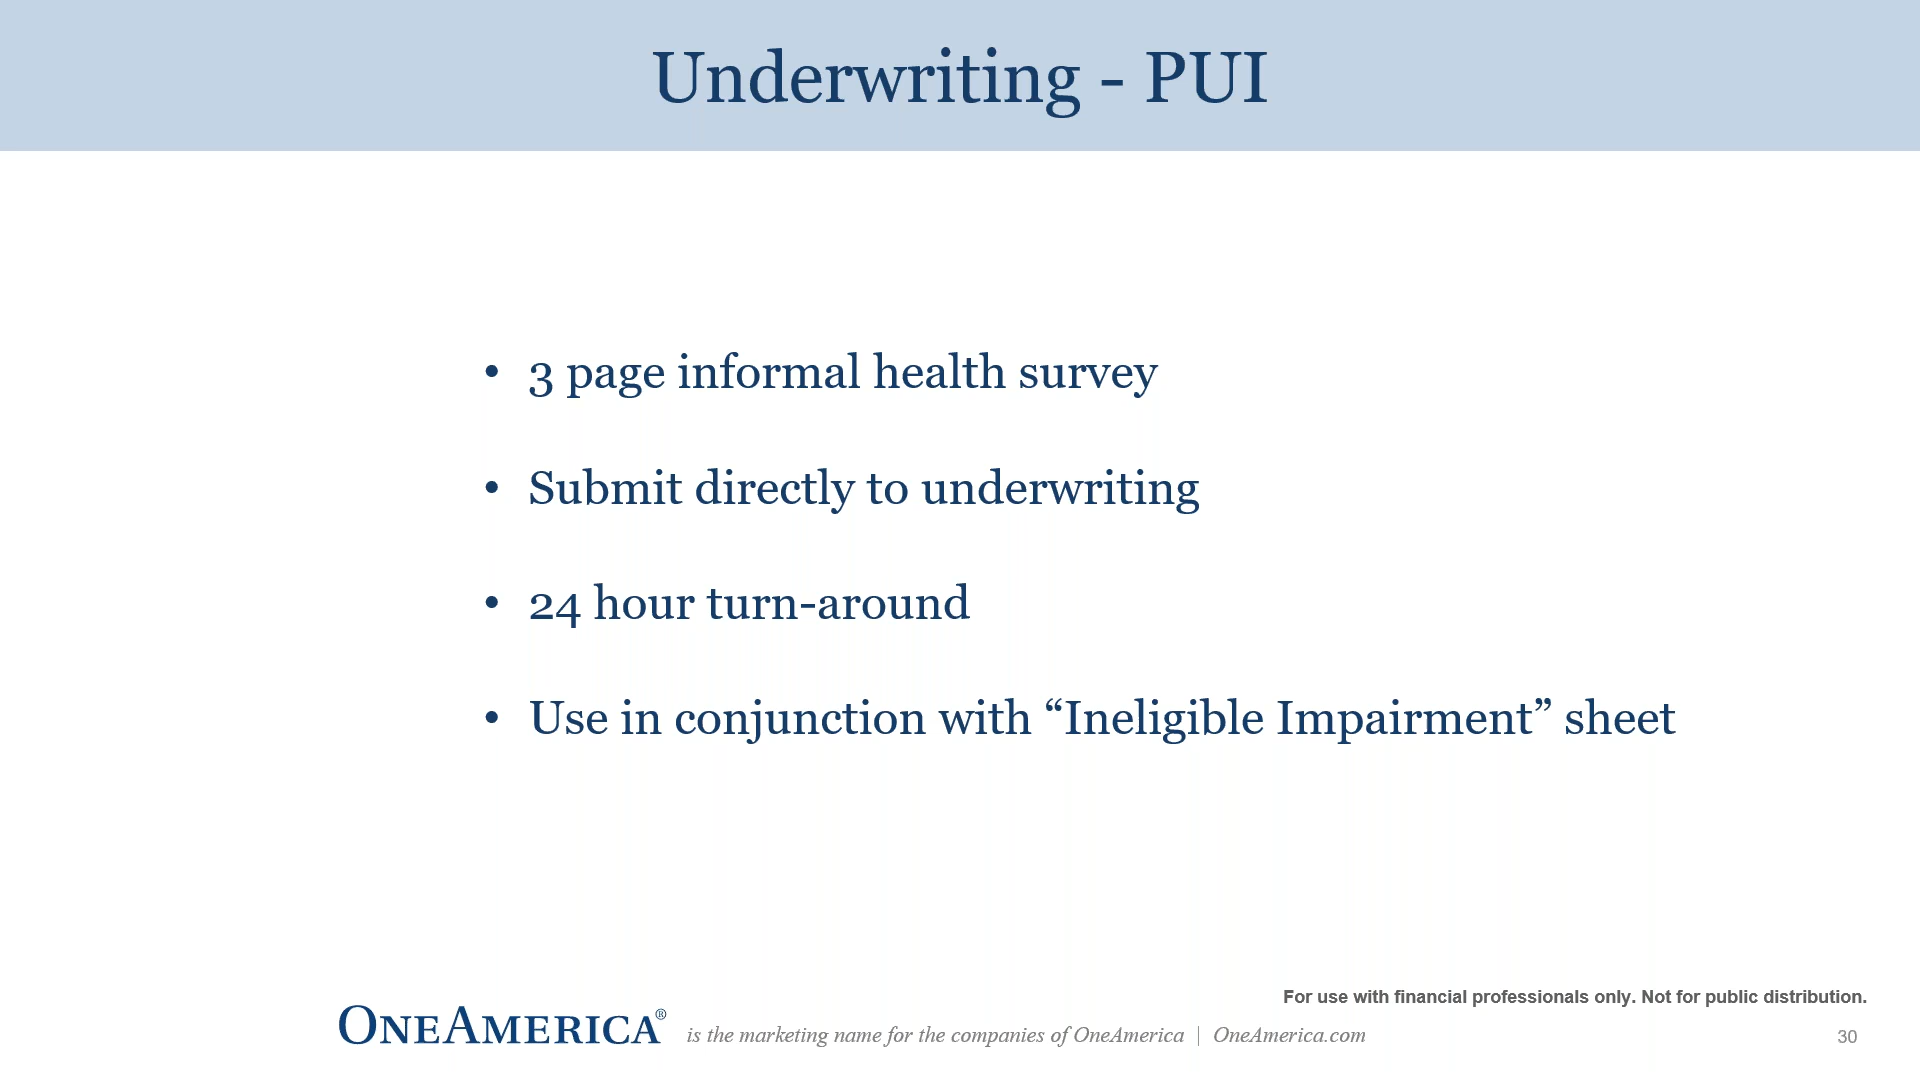 Underwriting - PUI
• 3 page informal health survey
• Submit directly to underwriting
• 24 hour turn-around
• Use in conjunction with “Ineligible Impairment” sheet
For use with financial professionals only. Not for public distribution.
ONEAMERICA® is the marketing name for the companies of OneAmerica | OneAmerica.com
30